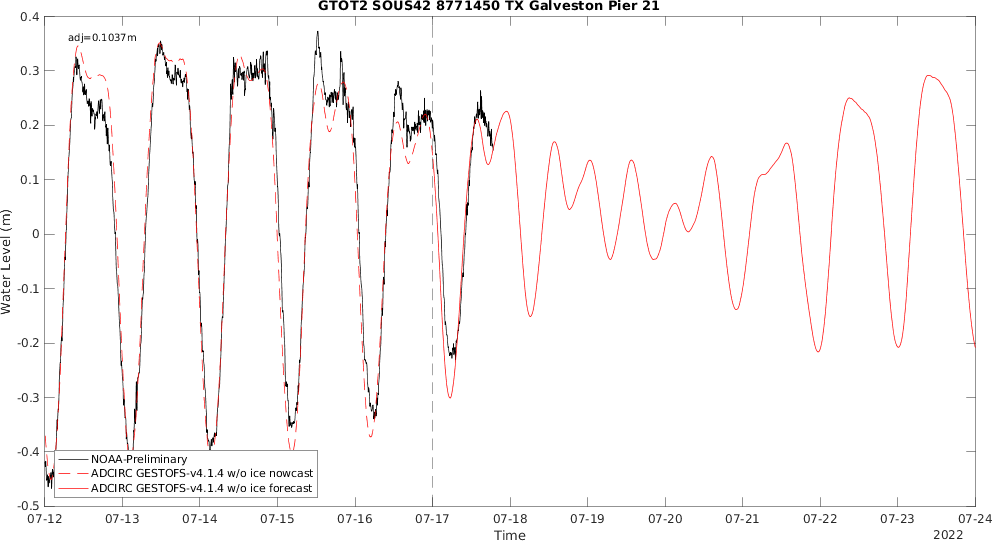 GTOT2 SOUS42 8771450 TX Galveston Pier 21
adj=0.1037m
Water Level (m)
0.4
0.3
0.2
0.1
0
-0.1
-0.2
-0.3
-0.4
-0.5
NOAA-Preliminary
ADCIRC GESTOFS-v4.1.4 w/o ice nowcast
ADCIRC GESTOFS-v4.1.4 w/o ice forecast
07-12 07-13 07-14 07-15 07-16 07-17 07-18 07-19 07-20 07-21 07-22 07-23 07-24
Time
2022